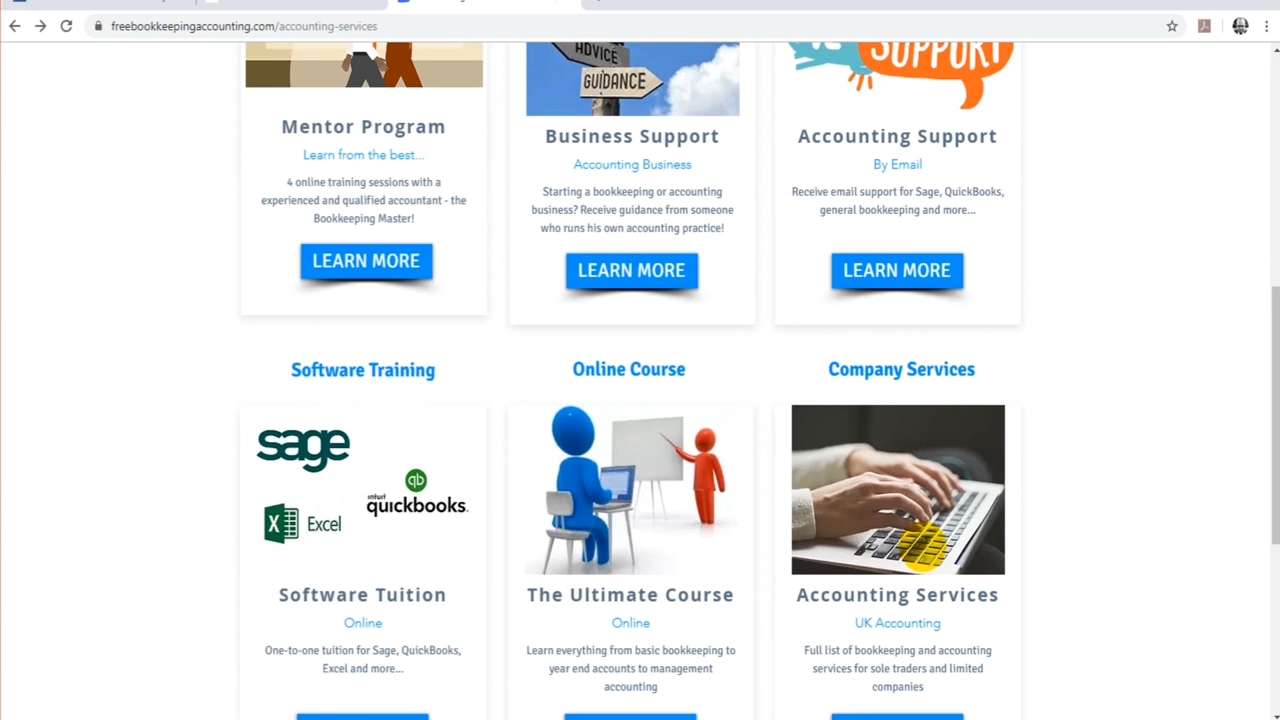 freebookkeepingaccounting.com/accounting-services
ADVICE
GUIDANCE
SUPPORT
Mentor Program
Learn from the best...
4 online training sessions with a
experienced and qualified accountant - the
Bookkeeping Master!
LEARN MORE
Business Support
Accounting Business
Starting a bookkeeping or accounting
business? Receive guidance from someone
who runs his own accounting practice!
LEARN MORE
Accounting Support
By Email
Receive email support for Sage, QuickBooks,
general bookkeeping and more...
LEARN MORE
Software Training
Online Course
Company Services
sage
qb
intuit
quickbooks.
X
Excel
Software Tuition
Online
One-to-one tuition for Sage, QuickBooks,
Excel and more...
The Ultimate Course
Online
Learn everything from basic bookkeeping to
year end accounts to management
accounting
Accounting Services
UK Accounting
Full list of bookkeeping and accounting
services for sole traders and limited
companies